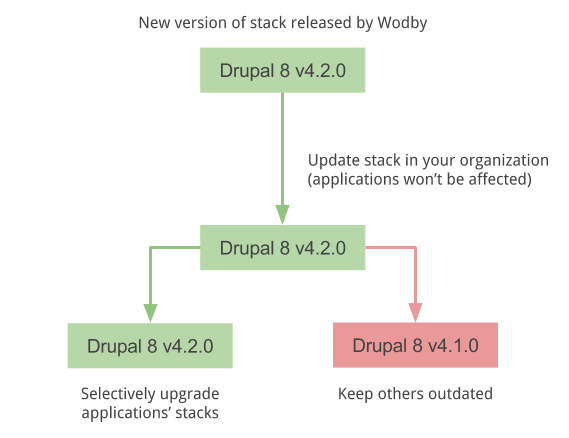 New version of stack released by Wodby
Drupal 8 v4.2.0
Update stack in your organization
(applications won't be affected)
Drupal 8 v4.2.0
Drupal 8 v4.2.0
Drupal 8 v4.1.0
Selectively upgrade
applications' stacks
Keep others outdated